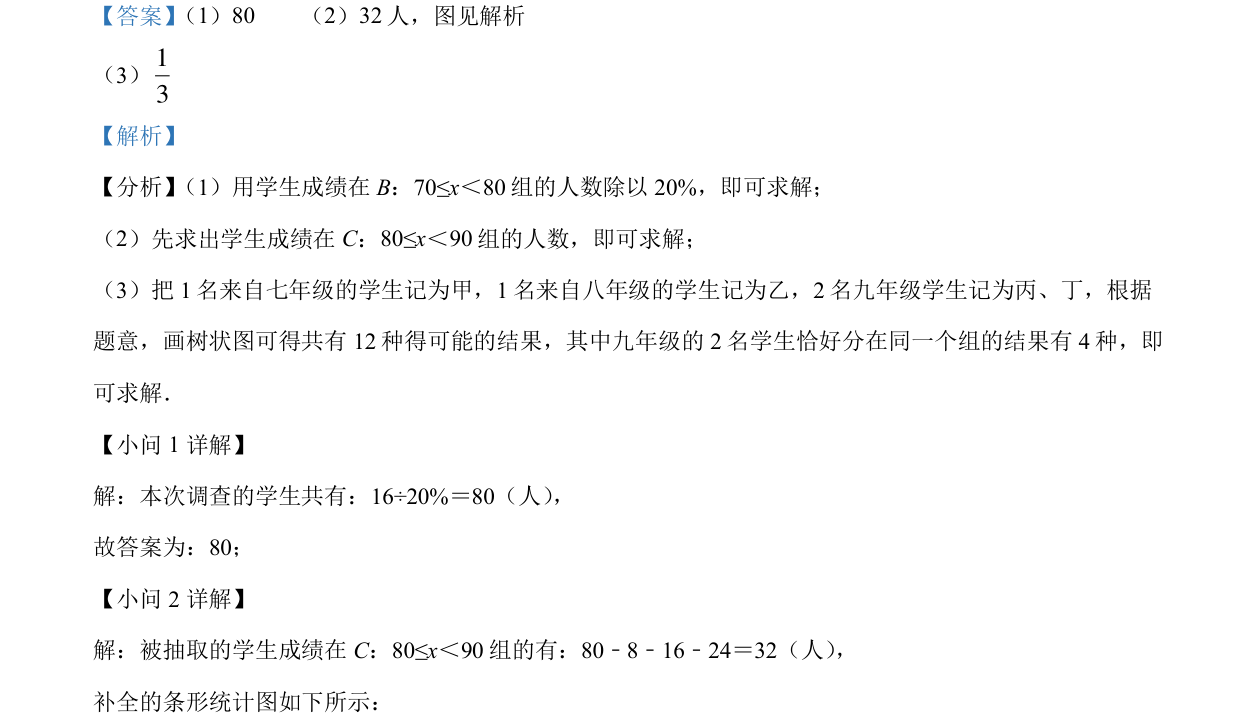 【答案】（1）80 （2）32 人，图见解析
（3）1/3
【解析】
【分析】（1）用学生成绩在 B：70≤x＜80 组的人数除以 20%，即可求解；
（2）先求出学生成绩在 C：80≤x＜90 组的人数，即可求解；
（3）把 1 名来自七年级的学生记为甲，1 名来自八年级的学生记为乙，2 名九年级学生记为丙、丁，根据
题意，画树状图可得共有 12 种得可能的结果，其中九年级的 2 名学生恰好分在同一个组的结果有 4 种，即
可求解．
【小问 1 详解】
解：本次调查的学生共有：16÷20%＝80（人），
故答案为：80；
【小问 2 详解】
解：被抽取的学生成绩在 C：80≤x＜90 组的有：80﹣8﹣16﹣24＝32（人），
补全的条形统计图如下所示：